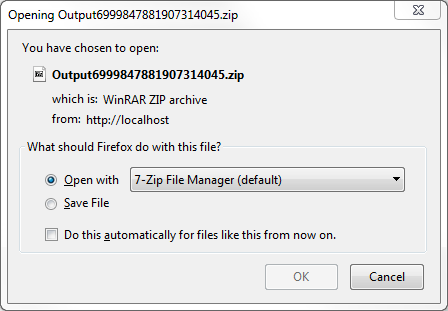 Opening Output6999847881907314045.zip
You have chosen to open:
Output6999847881907314045.zip
which is: WinRAR ZIP archive
from: http://localhost
What should Firefox do with this file?
Open with 7-Zip File Manager (default)
Save File
Do this automatically for files like this from now on.
OK Cancel